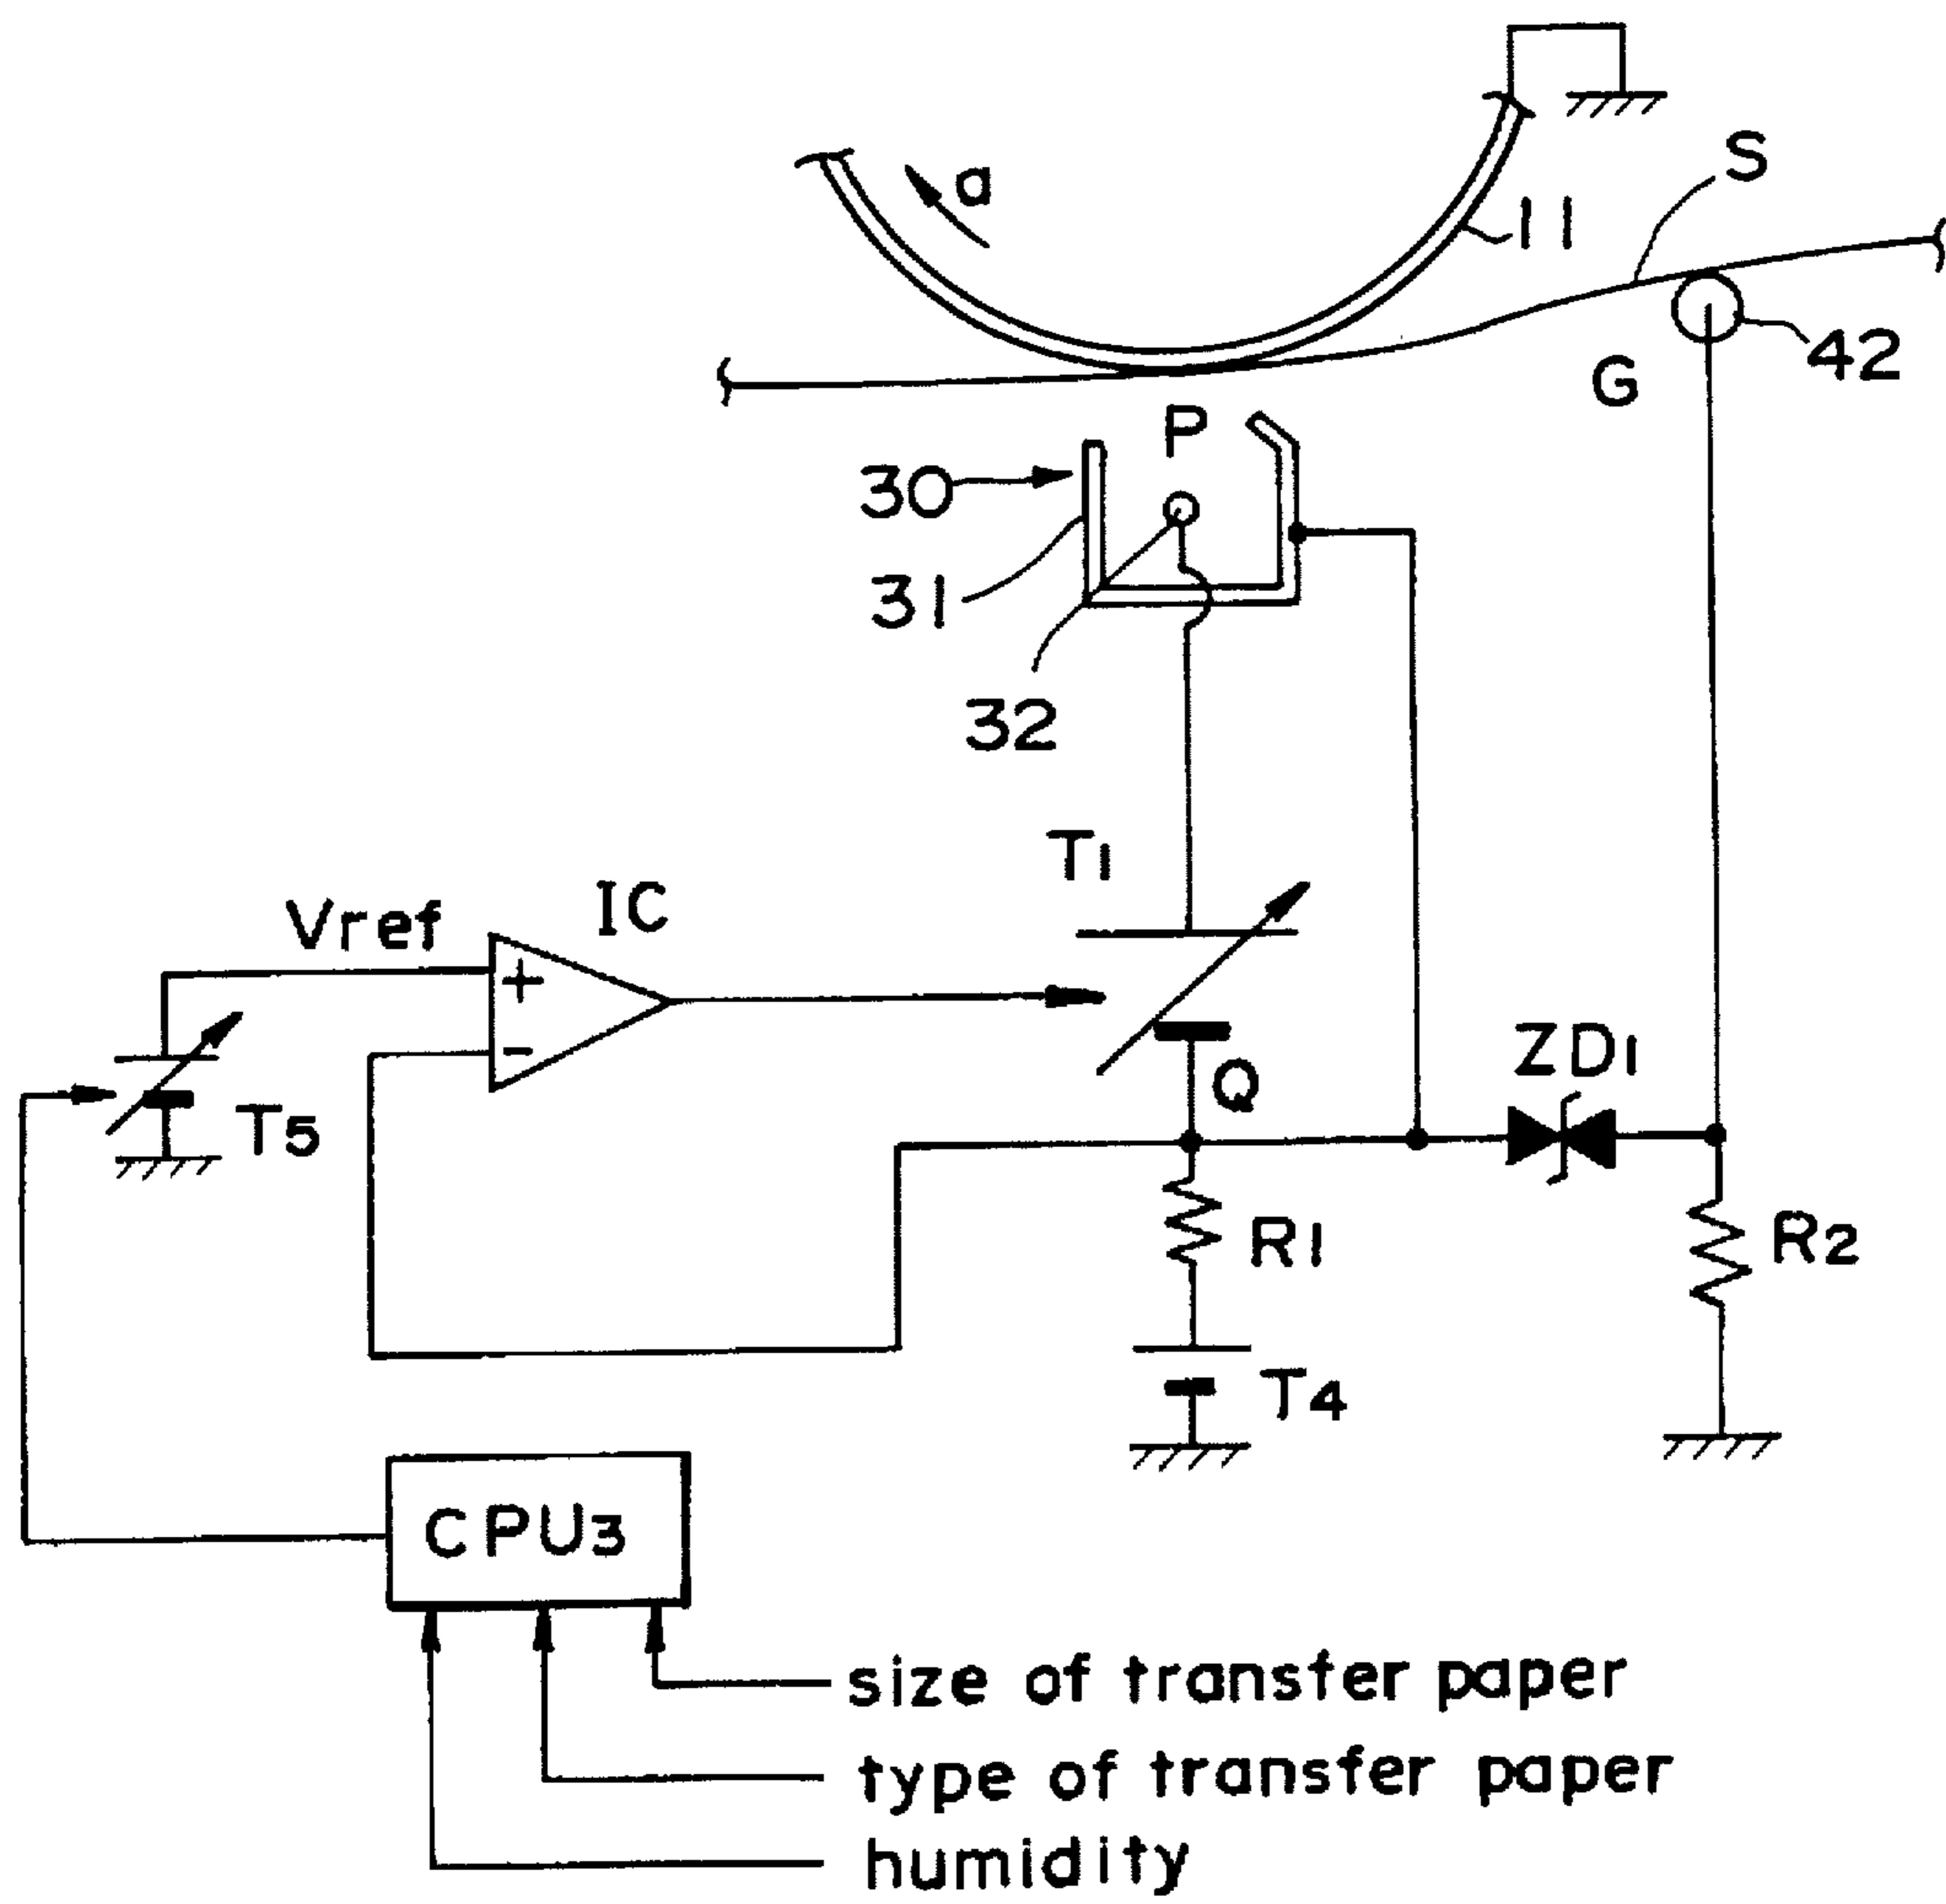 a
S
11
42
G
P
30
31
32
T1
IC
Vref
+
-
T5
Q
ZD1
R1
R2
T4
CPU3
size of transter paper
type of transfer paper
humidity